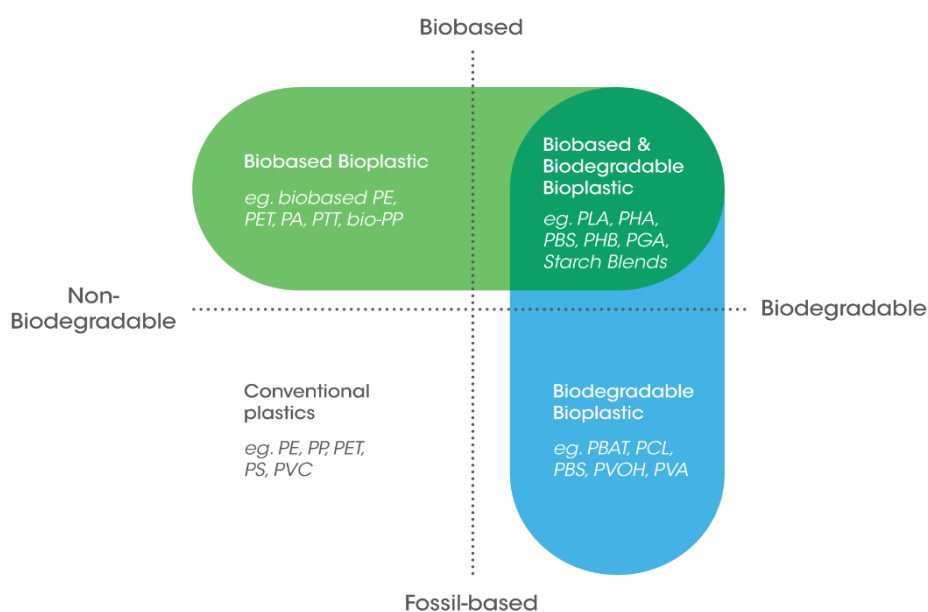 Biobased
Biobased Bioplastic
eg. biobased PE,
PET, PA, PTT, bio-PP
Biobased &
Biodegradable
Bioplastic
eg. PLA, PHA,
PBS, PHB, PGA,
Starch Blends
Non-
Biodegradable
Biodegradable
Conventional
plastics
eg. PE, PP, PET,
PS, PVC
Biodegradable
Bioplastic
eg. PBAT, PCL,
PBS, PVOH, PVA
Fossil-based